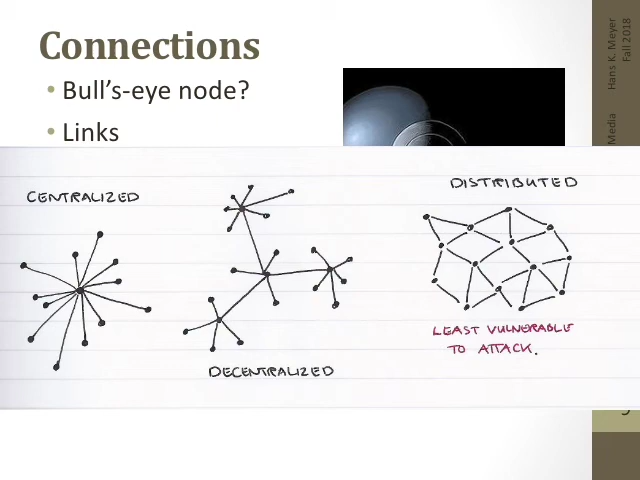 Connections
• Bull's-eye node?
• Links
Hans K. Meyer
Fall 2018
Media
CENTRALIZED
DECENTRALIZED
DISTRIBUTED
LEAST VULNERABLE
TO ATTACK.